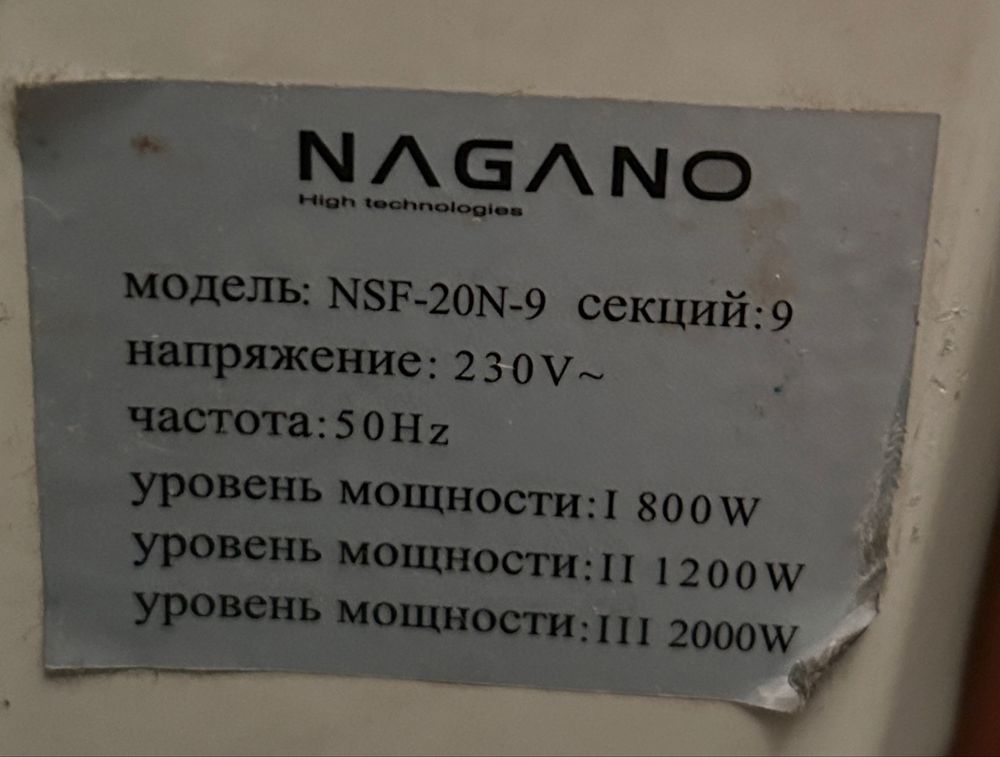 NAGANO
High technologies
модель: NSF-20N-9 секций:9
напряжение: 230V~
частота:50Hz
уровень мощности:I 800W
уровень мощности:II 1200W
уровень мощности:III 2000W